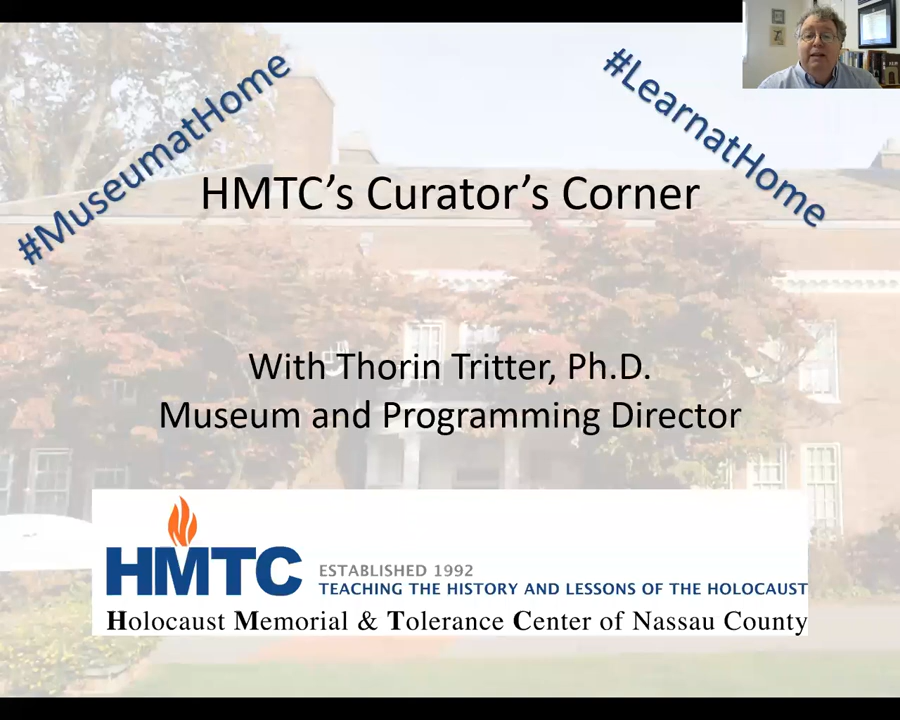 #MuseumatHome
#LearnatHome
HMTC's Curator's Corner
With Thorin Tritter, Ph.D.
Museum and Programming Director
HMTC
ESTABLISHED 1992
TEACHING THE HISTORY AND LESSONS OF THE HOLOCAUST
Holocaust Memorial & Tolerance Center of Nassau County